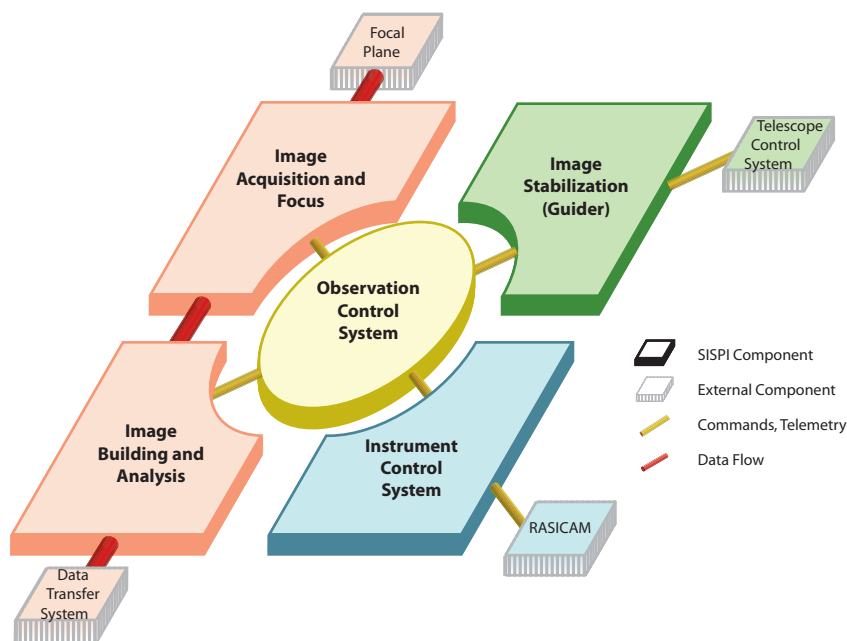 Focal
Plane
Image
Acquisition and
Focus
Image
Stabilization
(Guider)
Telescope
Control
System
Observation
Control
System
Image
Building and
Analysis
Instrument
Control
System
RASICAM
Data
Transfer
System
SISPI Component
External Component
Commands, Telemetry
Data Flow